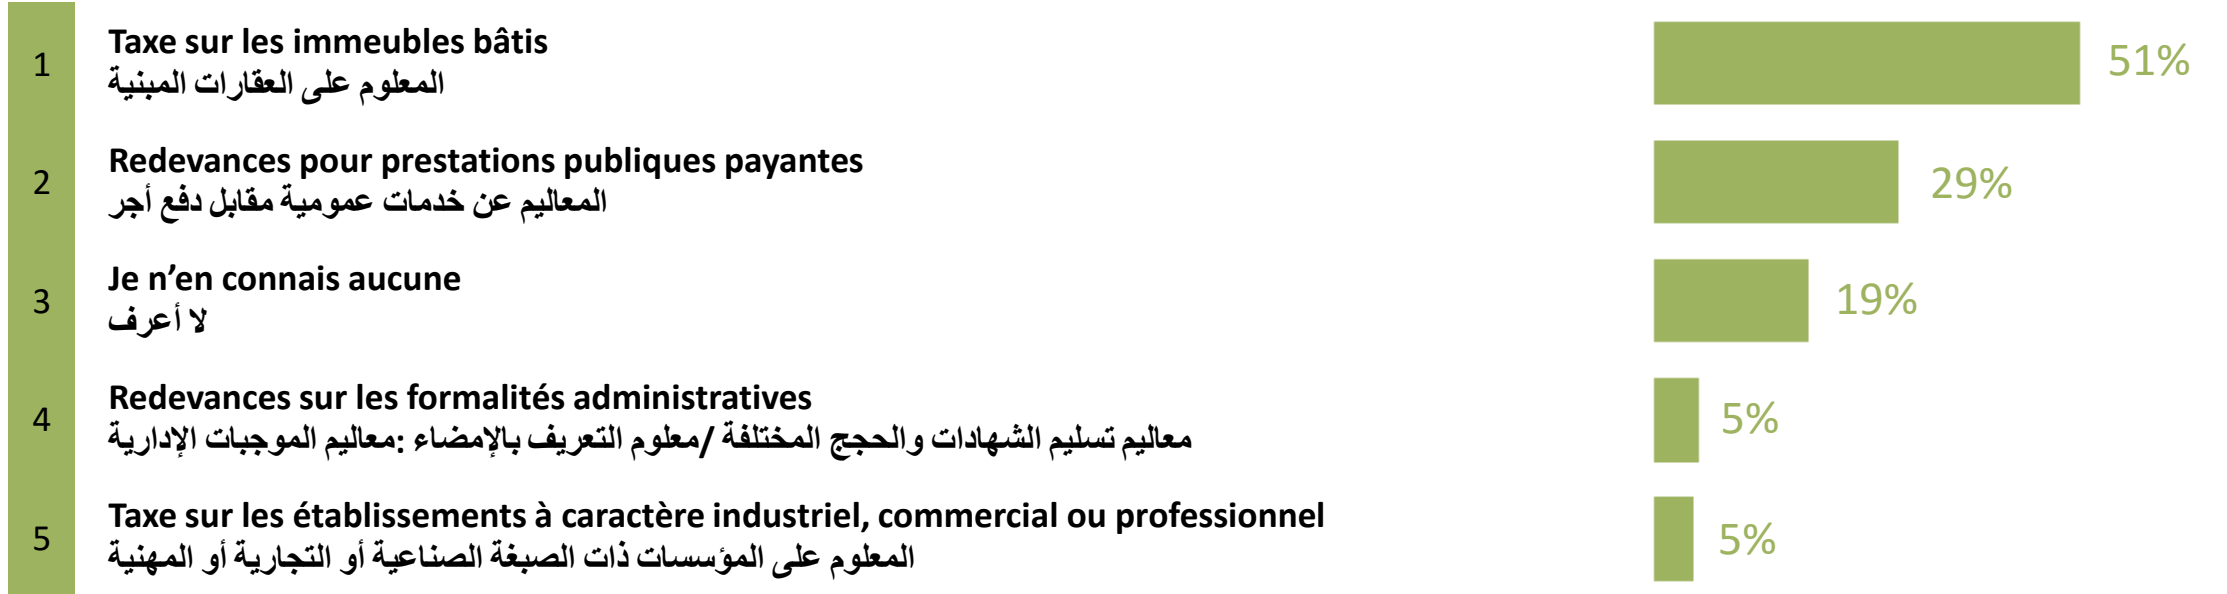 1
Taxe sur les immeubles bâtis
المعلوم على العقارات المبنية
51%
2
Redevances pour prestations publiques payantes
المعاليم عن خدمات عمومية مقابل دفع أجر
29%
3
Je n’en connais aucune
لا أعرف
19%
4
Redevances sur les formalités administratives
معاليم تسليم الشهادات والحجج المختلفة /معلوم التعريف بالإمضاء :معاليم الموجبات الإدارية
5%
5
Taxe sur les établissements à caractère industriel, commercial ou professionnel
المعلوم على المؤسسات ذات الصبغة الصناعية أو التجارية أو المهنية
5%